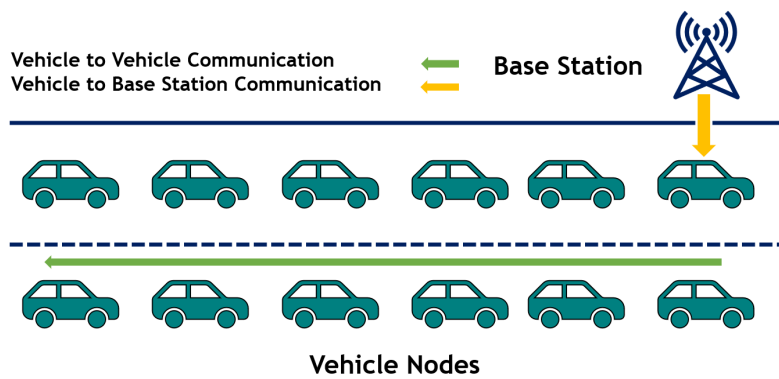 Vehicle to Vehicle Communication
Vehicle to Base Station Communication
Base Station
Vehicle Nodes